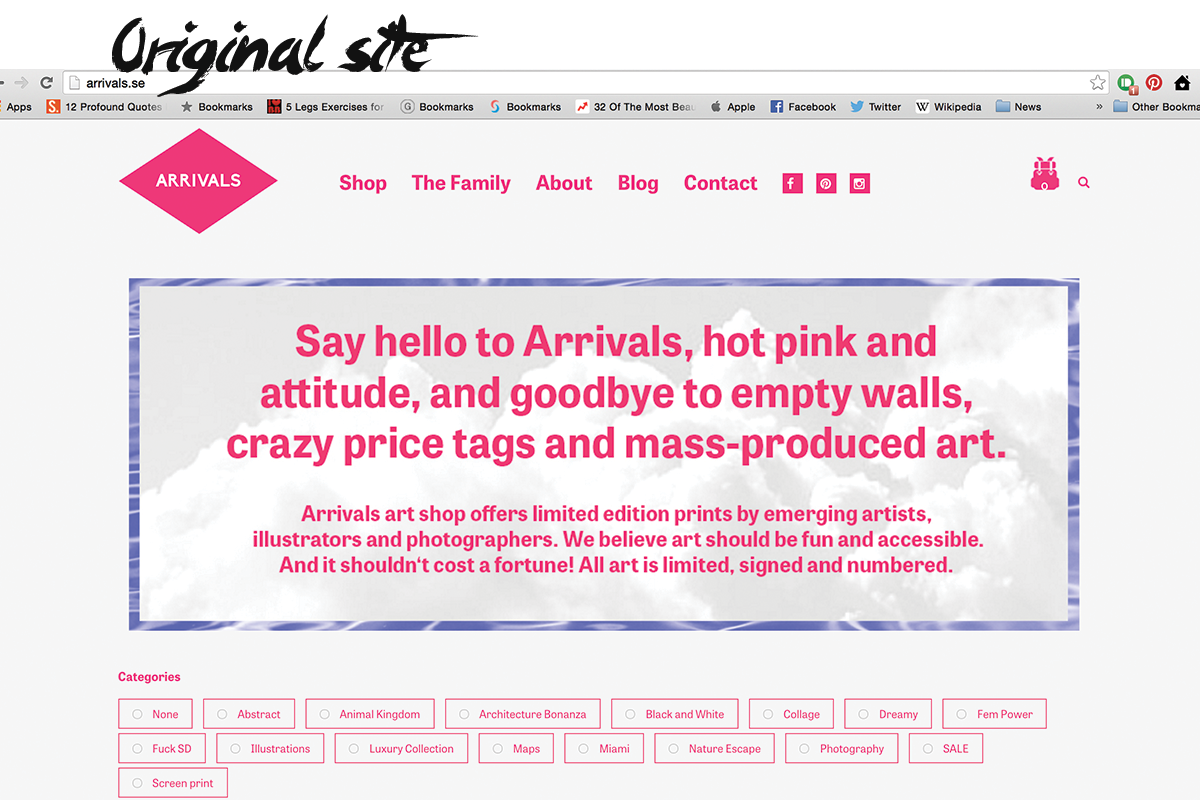 Original site
arrivals.se
Apps 12 Profound Quotes Bookmarks 5 Legs Exercises for Bookmarks Bookmarks 32 Of The Most Apple Facebook Twitter Wikipedia News » Other
ARRIVALS
Shop The Family About Blog Contact
Say hello to Arrivals, hot pink and
attitude, and goodbye to empty walls,
crazy price tags and mass-produced art.
Arrivals art shop offers limited edition prints by emerging artists,
illustrators and photographers. We believe art should be fun and accessible.
And it shouldn‘t cost a fortune! All art is limited, signed and numbered.
Categories
None Abstract Animal Kingdom Architecture Bonanza Black and White Collage Dreamy Fem Power
Fuck SD Illustrations Luxury Collection Maps Miami Nature Escape Photography SALE
Screen print